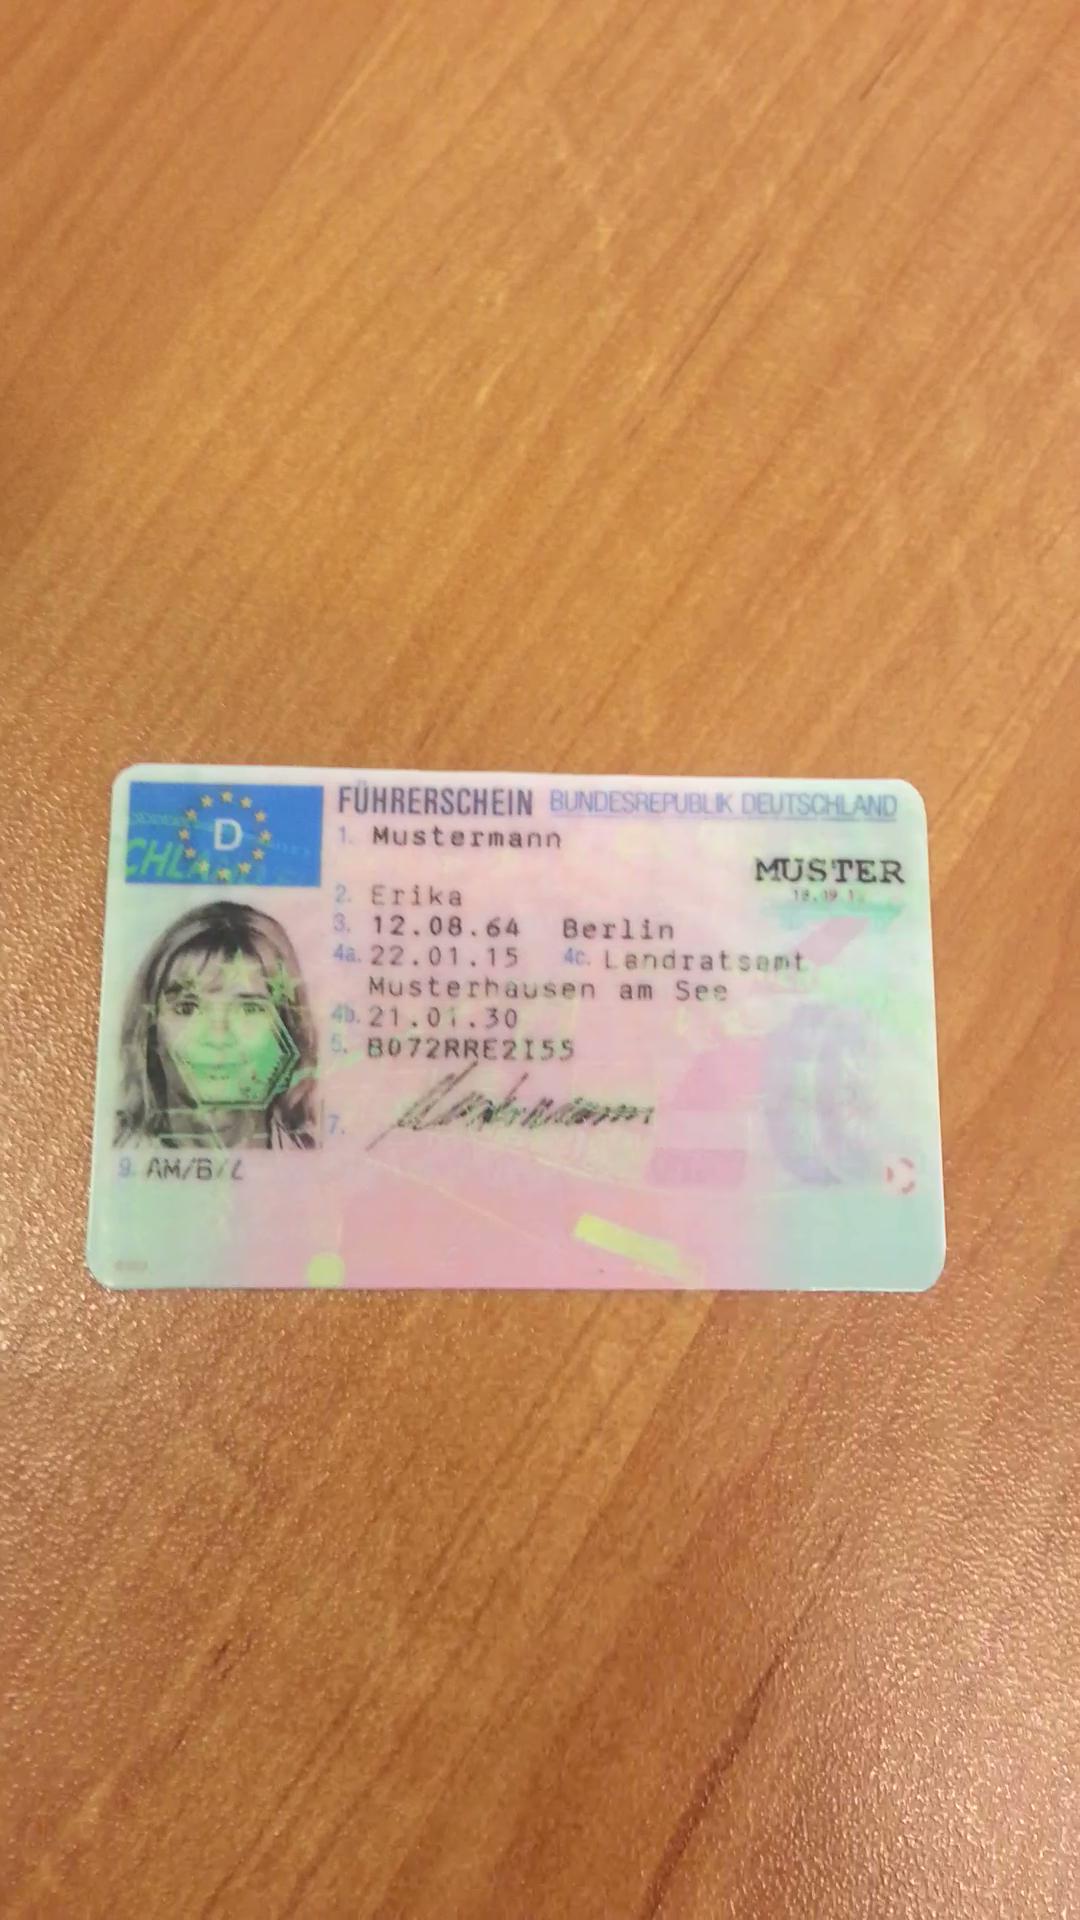 FÜHRERSCHEIN BUNDESREPUBLIK DEUTSCHLAND
D
1. Mustermann
MUSTER
2. Erika
3. 12.08.64 Berlin
4a. 22.01.15 4c. Landratsamt
Musterhausen am See
4b. 21.01.30
5. B072RRE2I55
7. Mustermann
9. AM/B/L